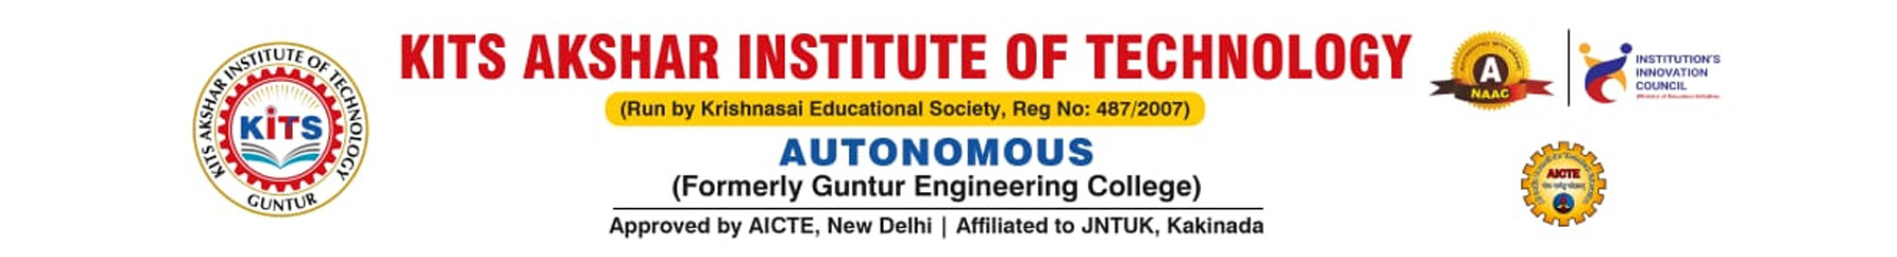 KITS AKSHAR INSTITUTE OF TECHNOLOGY
GUNTUR
KiTS
KITS AKSHAR INSTITUTE OF TECHNOLOGY
(Run by Krishnasai Educational Society, Reg No: 487/2007)
AUTONOMOUS
(Formerly Guntur Engineering College)
Approved by AICTE, New Delhi | Affiliated to JNTUK, Kakinada
A
NAAC
INSTITUTION'S
INNOVATION
COUNCIL
AICTE